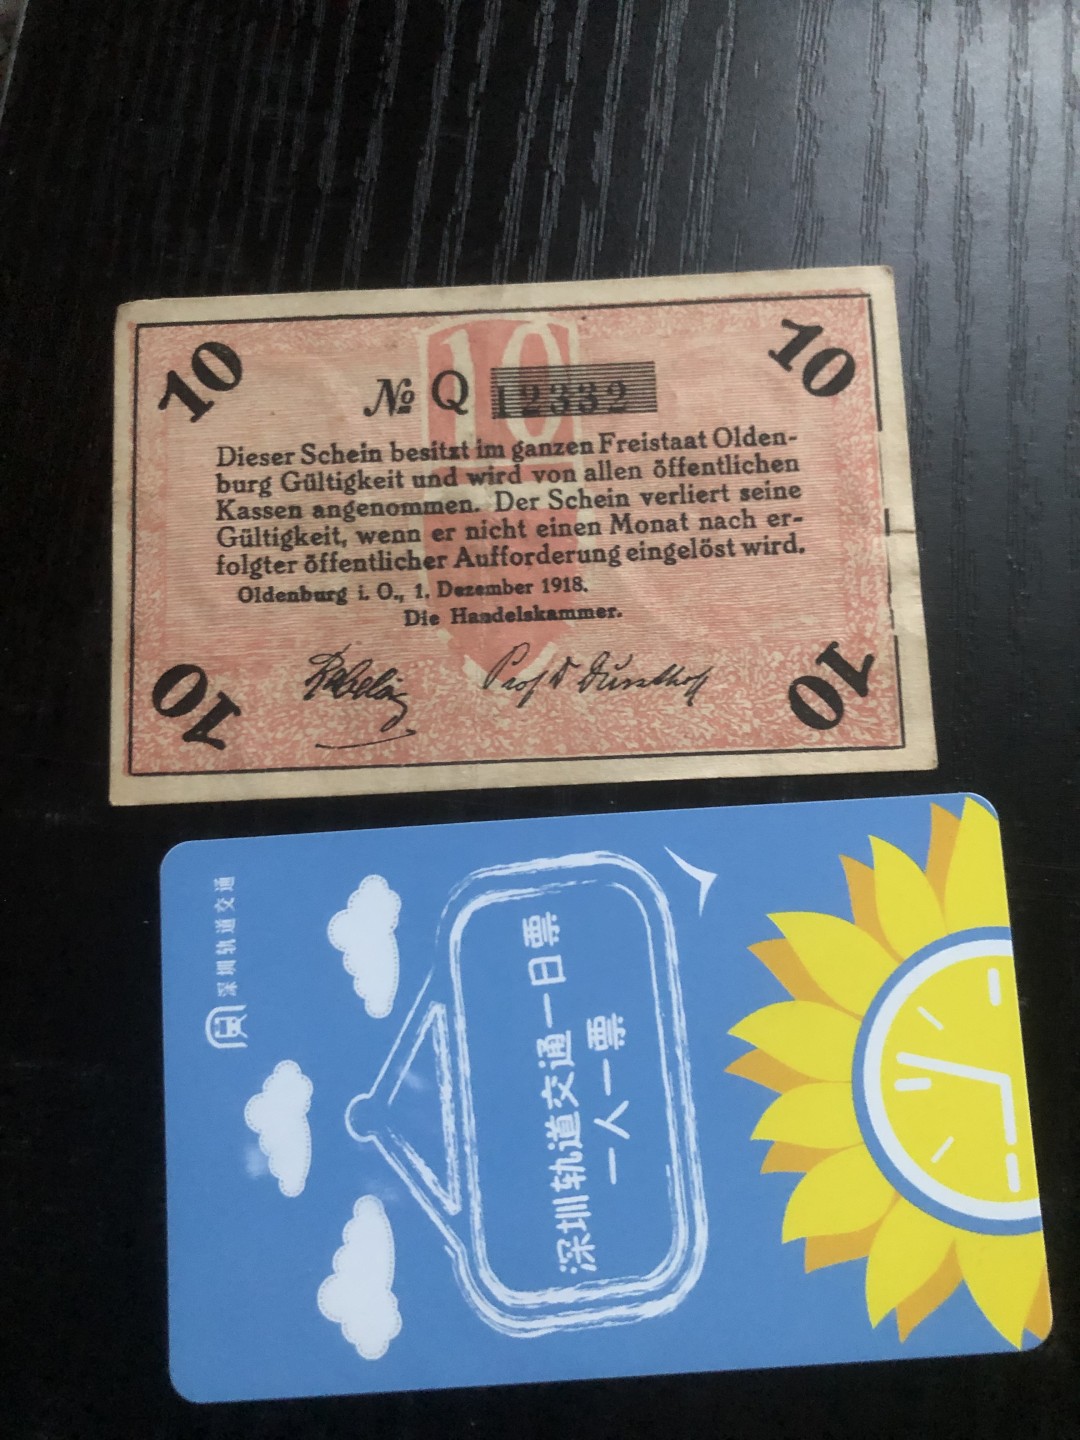 10
10
10
№ Q 12332
Dieser Schein besitzt im ganzen Freistaat Olden-
burg Gültigkeit und wird von allen öffentlichen
Kassen angenommen. Der Schein verliert seine
Gültigkeit, wenn er nicht einen Monat nach er-
folgter öffentlicher Aufforderung eingelöst wird.
Oldenburg i. O., 1. Dezember 1918.
Die Handelskammer.
Prof Dr
10
10
深圳轨道交通
深圳轨道交通一日票
一人一票